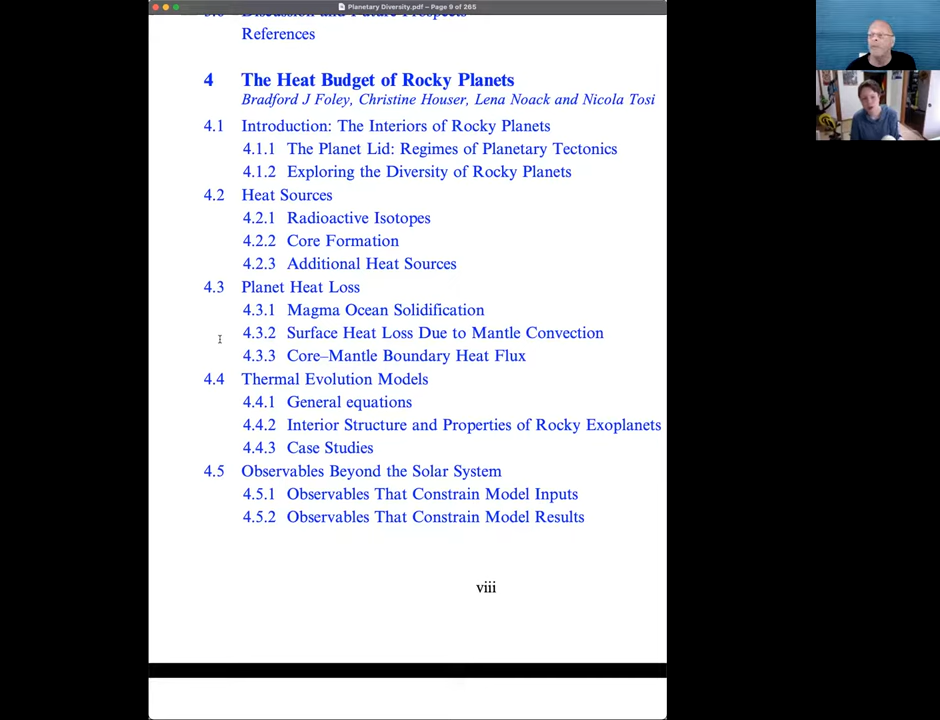 Planetary Diversity.pdf – Page 9 of 265
Discussion and Future Prospects
References
4 The Heat Budget of Rocky Planets
Bradford J Foley, Christine Houser, Lena Noack and Nicola Tosi
4.1 Introduction: The Interiors of Rocky Planets
4.1.1 The Planet Lid: Regimes of Planetary Tectonics
4.1.2 Exploring the Diversity of Rocky Planets
4.2 Heat Sources
4.2.1 Radioactive Isotopes
4.2.2 Core Formation
4.2.3 Additional Heat Sources
4.3 Planet Heat Loss
4.3.1 Magma Ocean Solidification
4.3.2 Surface Heat Loss Due to Mantle Convection
4.3.3 Core–Mantle Boundary Heat Flux
4.4 Thermal Evolution Models
4.4.1 General equations
4.4.2 Interior Structure and Properties of Rocky Exoplanets
4.4.3 Case Studies
4.5 Observables Beyond the Solar System
4.5.1 Observables That Constrain Model Inputs
4.5.2 Observables That Constrain Model Results
viii